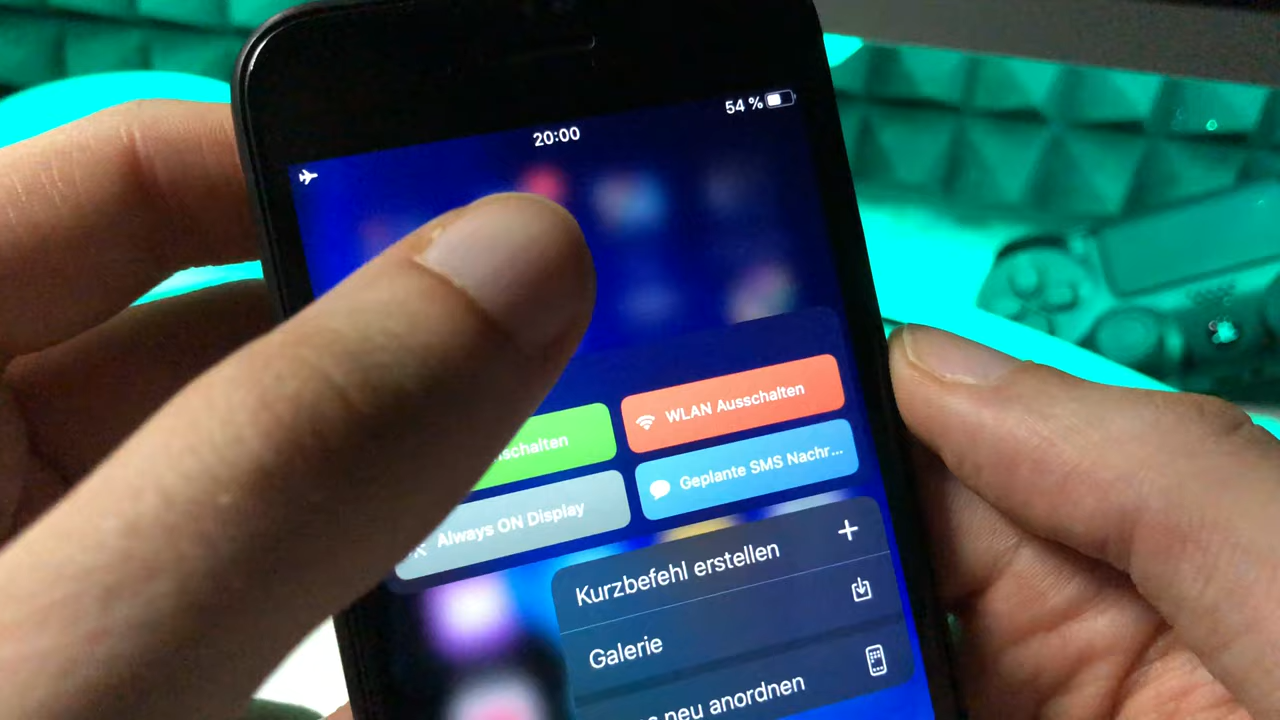 54 %
20:00
WLAN Ausschalten
schalten
Geplante SMS Nachr...
Always ON Display
Kurzbefehl erstellen
Galerie
neu anordnen